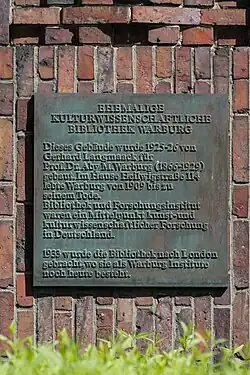 EHEMALIGE
KULTURWISSENSCHAFTLICHE
BIBLIOTHEK WARBURG
Dieses Gebäude wurde 1925-26 von
Gerhard Langmaack für
Prof. Dr. Aby M. Warburg (1866-1929)
gebaut. Im Haus Heilwigstraße 114
lebte Warburg von 1909 bis zu
seinem Tode.
Bibliothek und Forschungsinstitut
waren ein Mittelpunkt kunst- und
kulturwissenschaftlicher Forschung
in Deutschland.
1933 wurde die Bibliothek nach London
gebracht, wo sie als Warburg Institute
noch heute besteht.